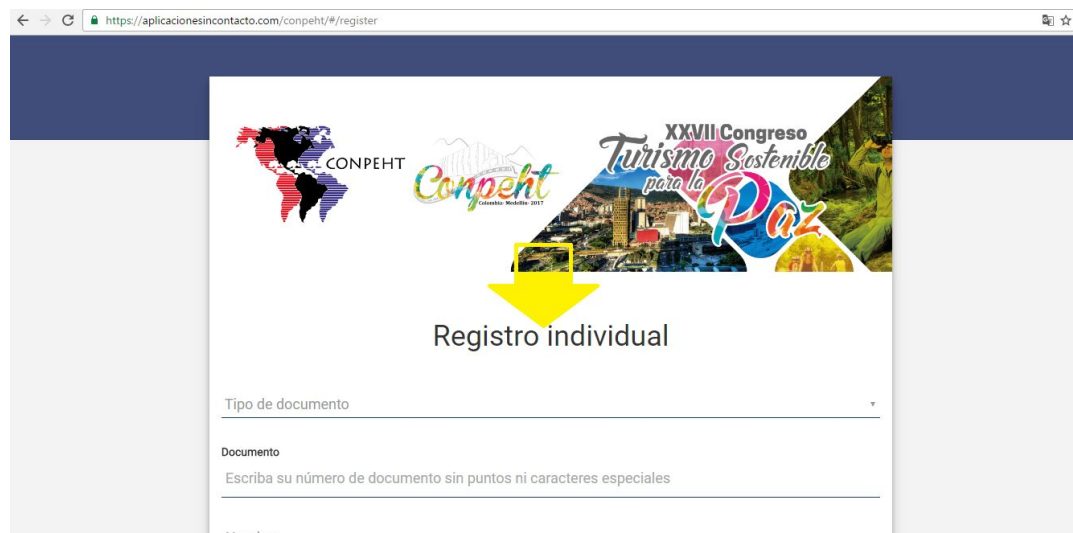 https://aplicacionesincontacto.com/conpeht/#/register
CONPEHT
Conpeht
Colombia- Medellín- 2017
XXVII Congreso
Turismo Sostenible
para la
Paz
Registro individual
Tipo de documento
Documento
Escriba su número de documento sin puntos ni caracteres especiales